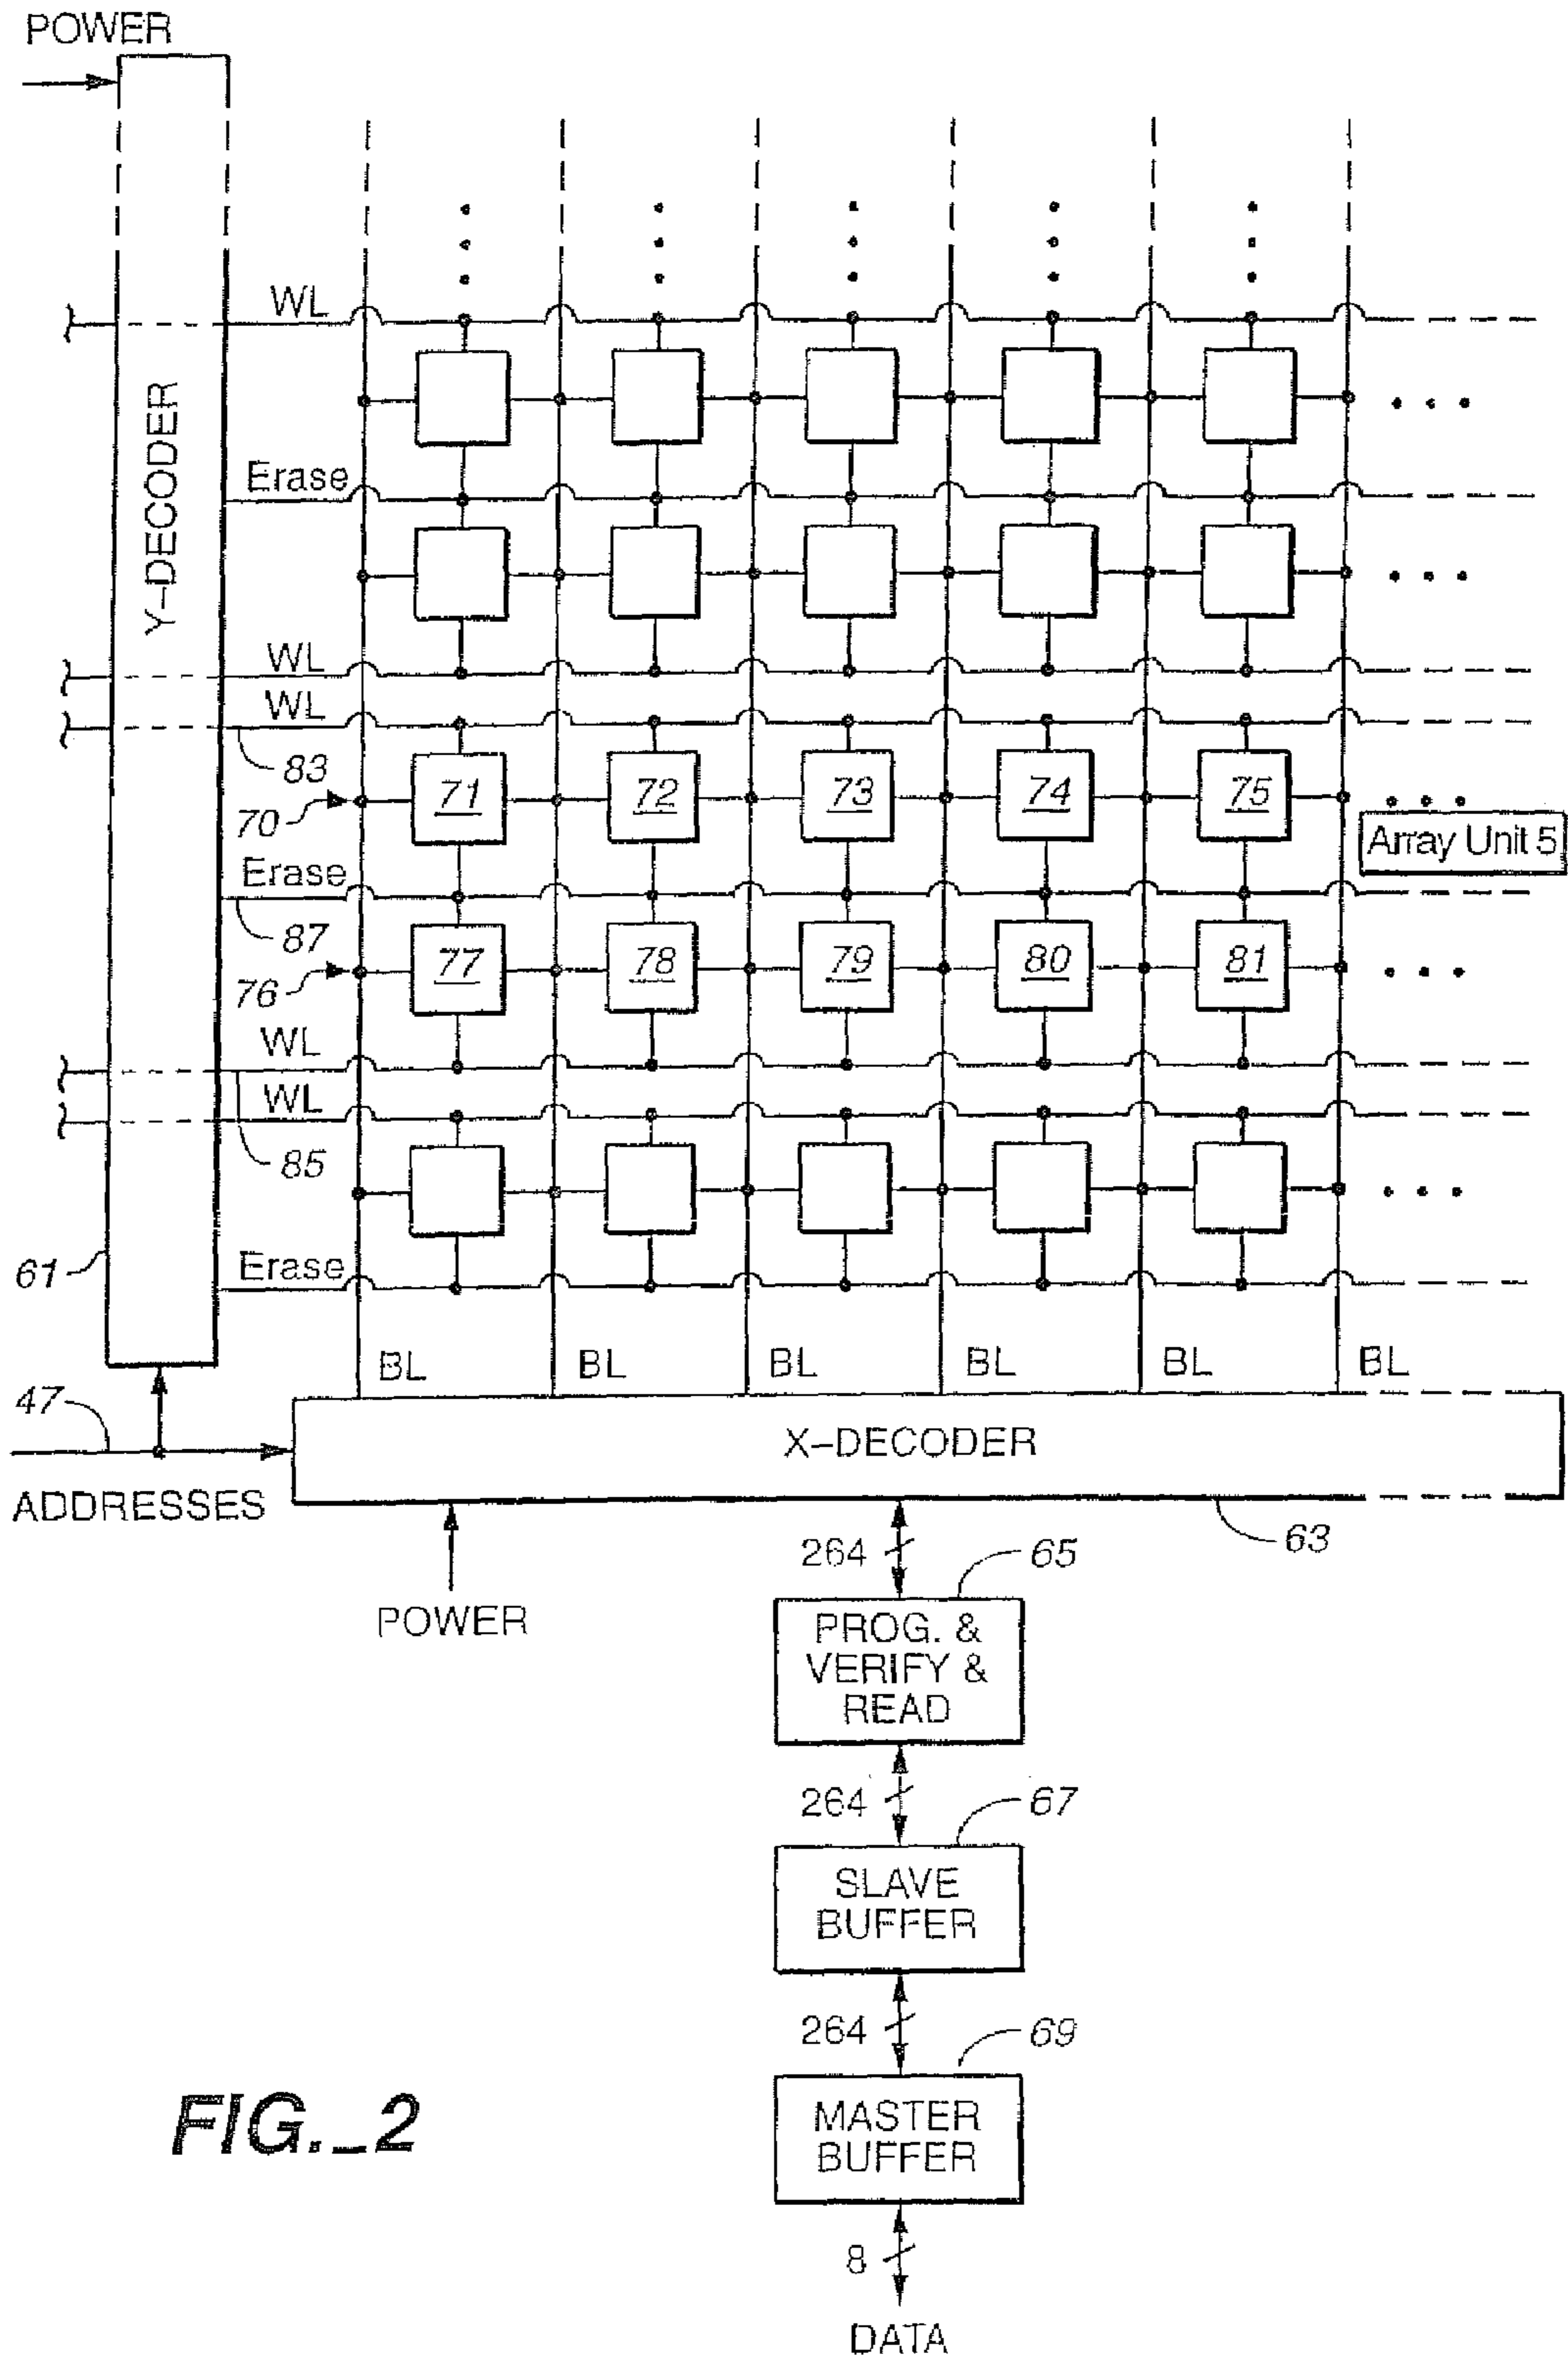 POWER
Y-DECODER
WL
Erase
WL
WL
83
70
71
72
73
74
75
Array Unit 5
Erase
87
76
77
78
79
80
81
WL
WL
85
61
Erase
BL BL BL BL BL BL
47
X-DECODER
ADDRESSES
63
POWER
264
65
PROG. &
VERIFY &
READ
264
67
SLAVE
BUFFER
264
69
MASTER
BUFFER
8
DATA
FIG._2